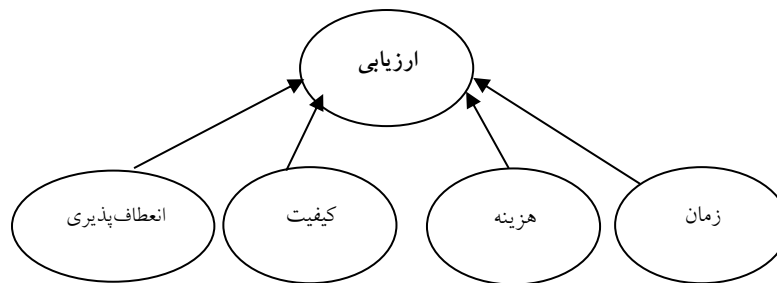 ارزیابی
زمان
هزینه
کیفیت
انعطاف‌پذیری